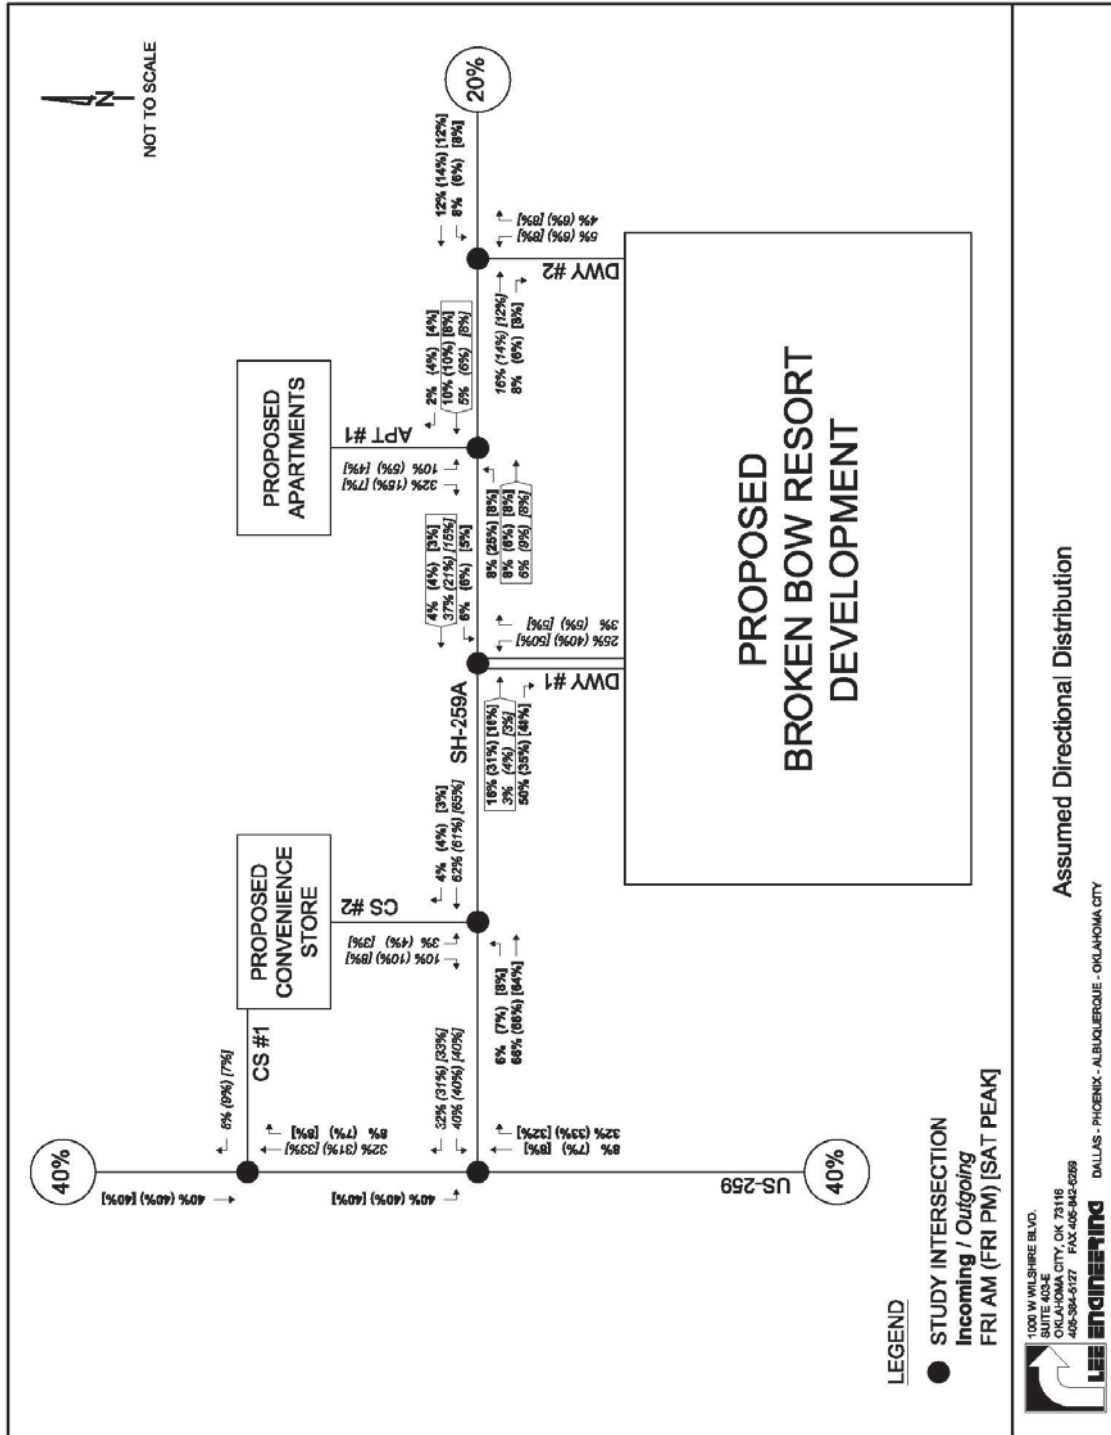 NOT TO SCALE
N
40%
40% (40%) [40%]
8% (9%) [7%]
CS #1
32% (31%) [33%]
8% (7%) [8%]
40% (40%) [40%]
32% (31%) [33%]
40% (40%) [40%]
8% (7%) [8%]
32% (33%) [32%]
US-259
40%
PROPOSED
CONVENIENCE
STORE
CS #2
10% (10%) [8%]
3% (4%) [3%]
4% (4%) [3%]
62% (61%) [65%]
6% (7%) [8%]
66% (66%) [64%]
SH-259A
16% (31%) [16%]
3% (4%) [3%]
50% (35%) [48%]
DWY #1
25% (40%) [50%]
3% (5%) [5%]
4% (4%) [3%]
37% (21%) [15%]
6% (6%) [5%]
PROPOSED
APARTMENTS
APT #1
32% (15%) [7%]
10% (5%) [4%]
2% (4%) [4%]
10% (10%) [8%]
5% (6%) [8%]
8% (25%) [8%]
8% (6%) [8%]
6% (9%) [8%]
16% (14%) [12%]
8% (6%) [8%]
DWY #2
5% (6%) [8%]
4% (6%) [8%]
12% (14%) [12%]
8% (6%) [8%]
20%
PROPOSED
BROKEN BOW RESORT
DEVELOPMENT
LEGEND
STUDY INTERSECTION
Incoming / Outgoing
FRI AM (FRI PM) [SAT PEAK]
1000 W WILSHIRE BLVD.
SUITE 403-E
OKLAHOMA CITY, OK 73116
405-384-5127 FAX 405-842-6259
LEE ENGINEERING DALLAS - PHOENIX - ALBUQUERQUE - OKLAHOMA CITY
Assumed Directional Distribution